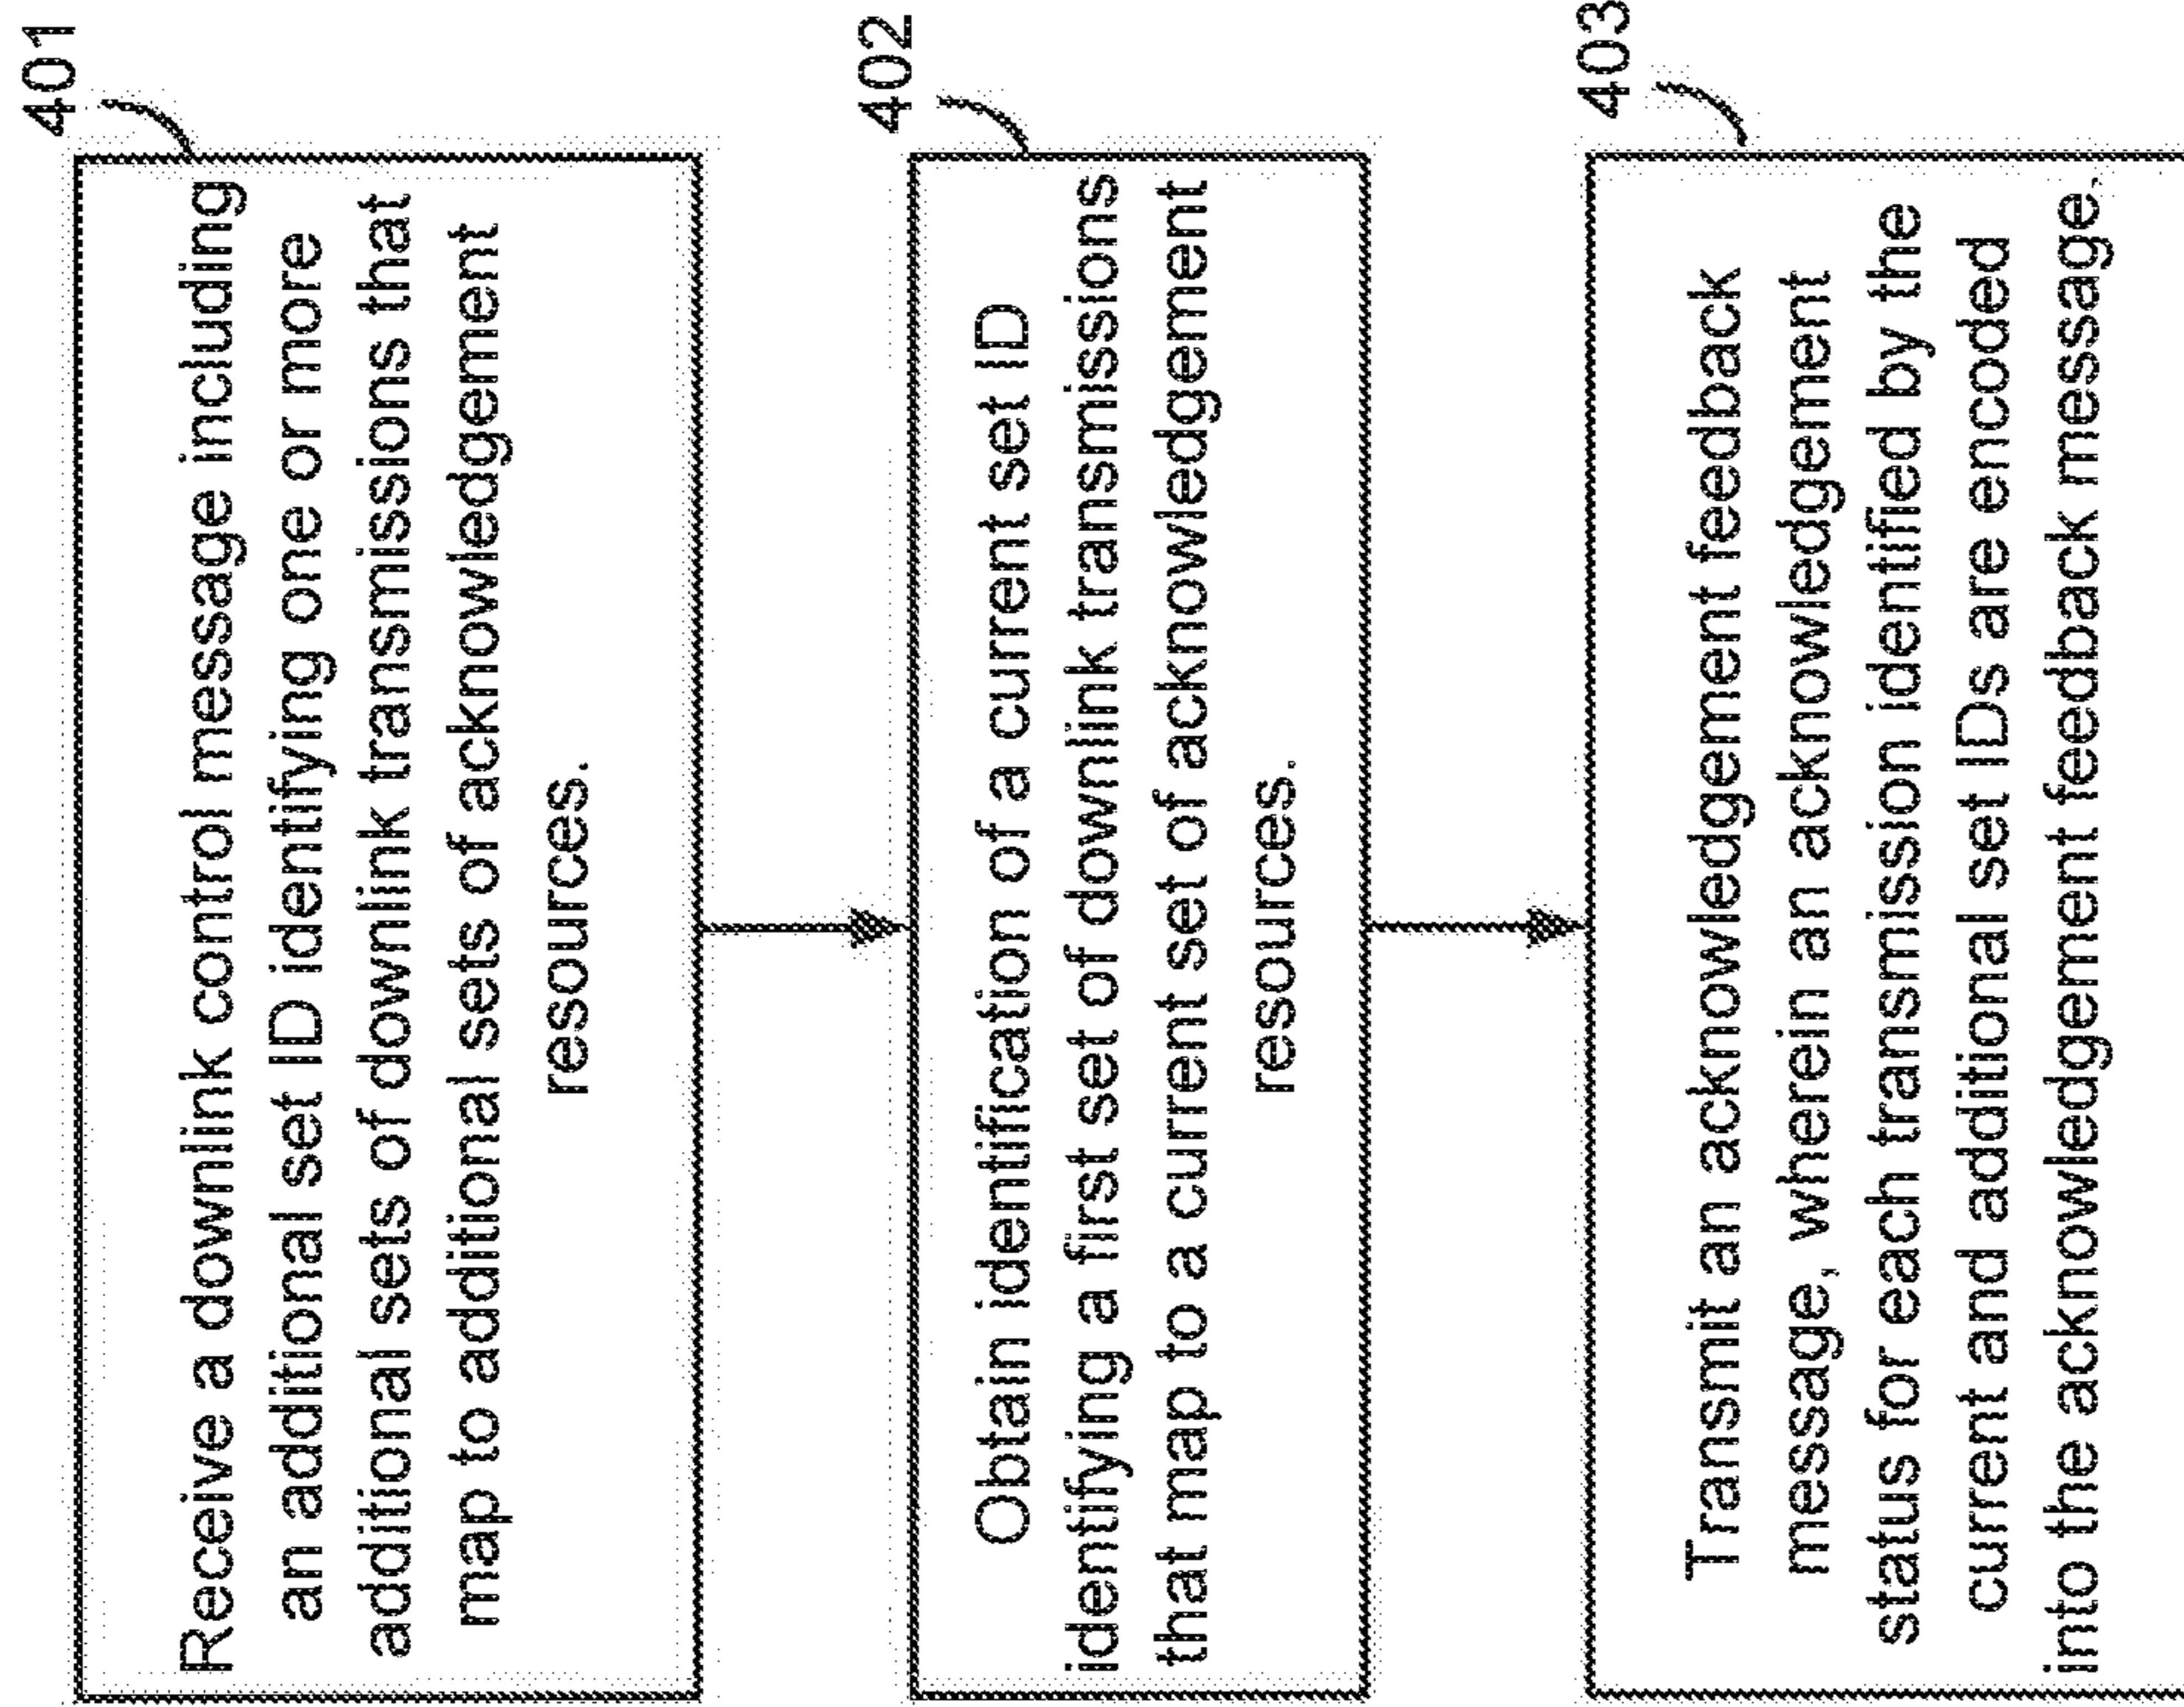 401
Receive a downlink control message including
an additional set ID identifying one or more
additional sets of downlink transmissions that
map to additional sets of acknowledgement
resources.
402
Obtain identification of a current set ID
identifying a first set of downlink transmissions
that map to a current set of acknowledgement
resources.
403
Transmit an acknowledgement feedback
message, wherein an acknowledgement
status for each transmission identified by the
current and additional set IDs are encoded
into the acknowledgement feedback message.